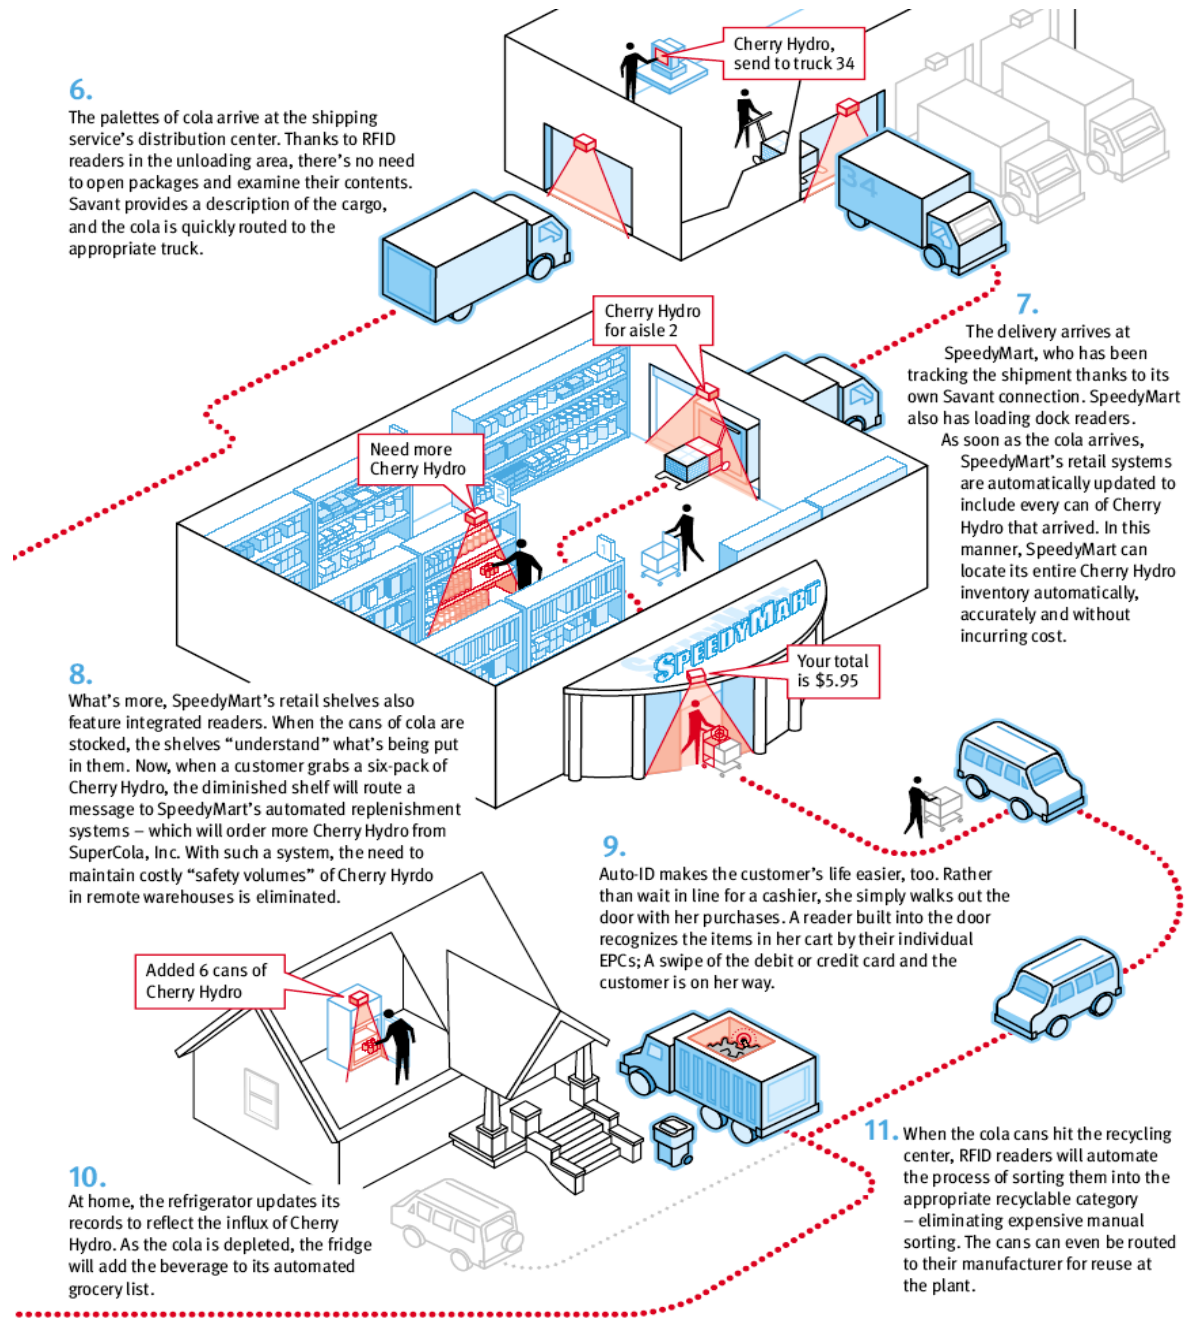 Cherry Hydro,
send to truck 34
6.
The palettes of cola arrive at the shipping
service's distribution center. Thanks to RFID
readers in the unloading area, there's no need
to open packages and examine their contents.
Savant provides a description of the cargo,
and the cola is quickly routed to the
appropriate truck.
34
Cherry Hydro
for aisle 2
7.
The delivery arrives at
SpeedyMart, who has been
tracking the shipment thanks to its
own Savant connection. SpeedyMart
also has loading dock readers.
As soon as the cola arrives,
SpeedyMart's retail systems
are automatically updated to
include every can of Cherry
Hydro that arrived. In this
manner, SpeedyMart can
locate its entire Cherry Hydro
inventory automatically,
accurately and without
incurring cost.
Need more
Cherry Hydro
2
1
SPEEDYMART
Your total
is $5.95
8.
What's more, SpeedyMart's retail shelves also
feature integrated readers. When the cans of cola are
stocked, the shelves “understand” what's being put
in them. Now, when a customer grabs a six-pack of
Cherry Hydro, the diminished shelf will route a
message to SpeedyMart's automated replenishment
systems – which will order more Cherry Hydro from
SuperCola, Inc. With such a system, the need to
maintain costly “safety volumes” of Cherry Hyrdo
in remote warehouses is eliminated.
9.
Auto-ID makes the customer's life easier, too. Rather
than wait in line for a cashier, she simply walks out the
door with her purchases. A reader built into the door
recognizes the items in her cart by their individual
EPCs; A swipe of the debit or credit card and the
customer is on her way.
Added 6 cans of
Cherry Hydro
10.
At home, the refrigerator updates its
records to reflect the influx of Cherry
Hydro. As the cola is depleted, the fridge
will add the beverage to its automated
grocery list.
11.
When the cola cans hit the recycling
center, RFID readers will automate
the process of sorting them into the
appropriate recyclable category
– eliminating expensive manual
sorting. The cans can even be routed
to their manufacturer for reuse at
the plant.